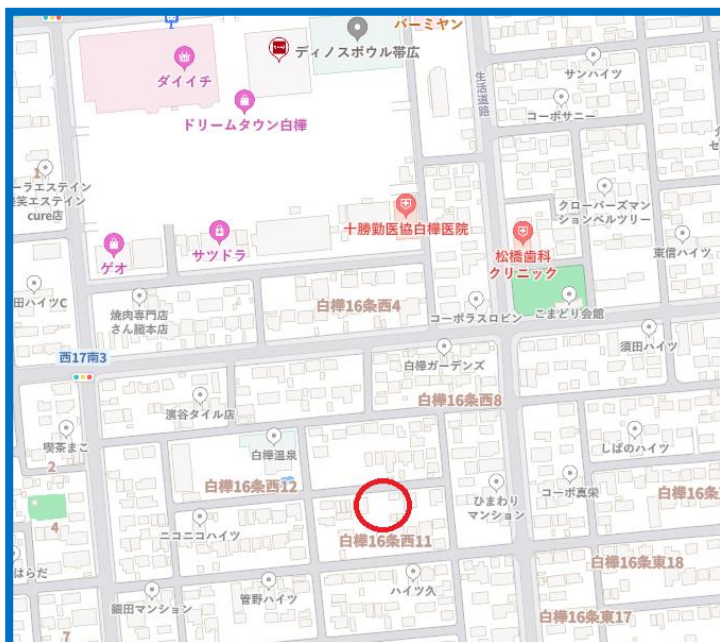 バーミヤン
ディノスボウル帯広
ダイイチ
サンハイツ
生活道路
コーポサニー
ドリームタウン白樺
1
ーラエステイン
美笑エステイン
cure店
クローバーズマン
ションベルツリー
十勝勤医協白樺医院
東信ハイツ
松橋歯科
クリニック
サツドラ
ゲオ
田ハイツC
焼肉専門店
さん騰本店
白樺16条西4
コーポラスロビン
こまどり会館
西17南3
須田ハイツ
白樺ガーデンズ
白樺16条西8
濱谷タイル店
喫茶まこ
白樺温泉
しばのハイツ
2
白樺16条西12
ひまわり
マンション
コーポ真栄
白樺16条
4
ニコニコハイツ
白樺16条西11
白樺16条東18
はらだ
細田マンション
菅野ハイツ
ハイツ久
白樺16条東17
7